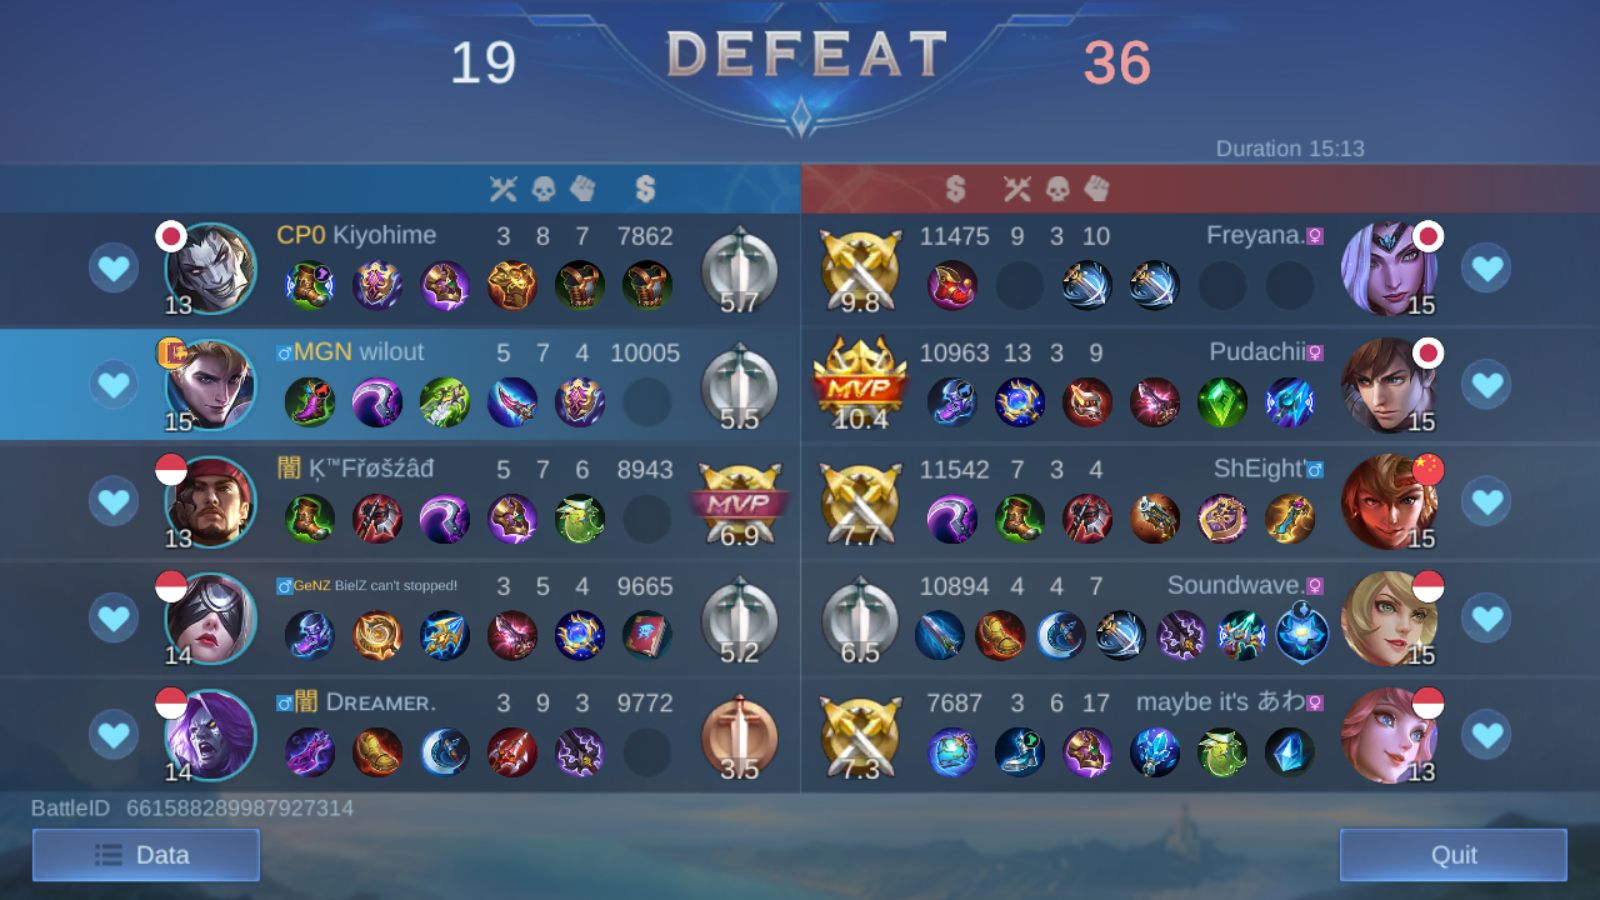 19 DEFEAT 36
Duration 15:13
CP0 Kiyohime 3 8 7 7862
13 5.7
11475 9 3 10 Freyana.
9.8 15
MGN wilout 5 7 4 10005
15 5.5
10963 13 3 9 Pudachii
MVP 10.4 15
闇 Ķ™Fřøšźâđ 5 7 6 8943
13 MVP 6.9
11542 7 3 4 ShEight'
7.7 15
GeNZ BielZ can't stopped! 3 5 4 9665
14 5.2
10894 4 4 7 Soundwave.
6.5 15
闇 Dreamer. 3 9 3 9772
14 3.5
7687 3 6 17 maybe it's あわ
7.3 13
BattleID 661588289987927314
Data
Quit